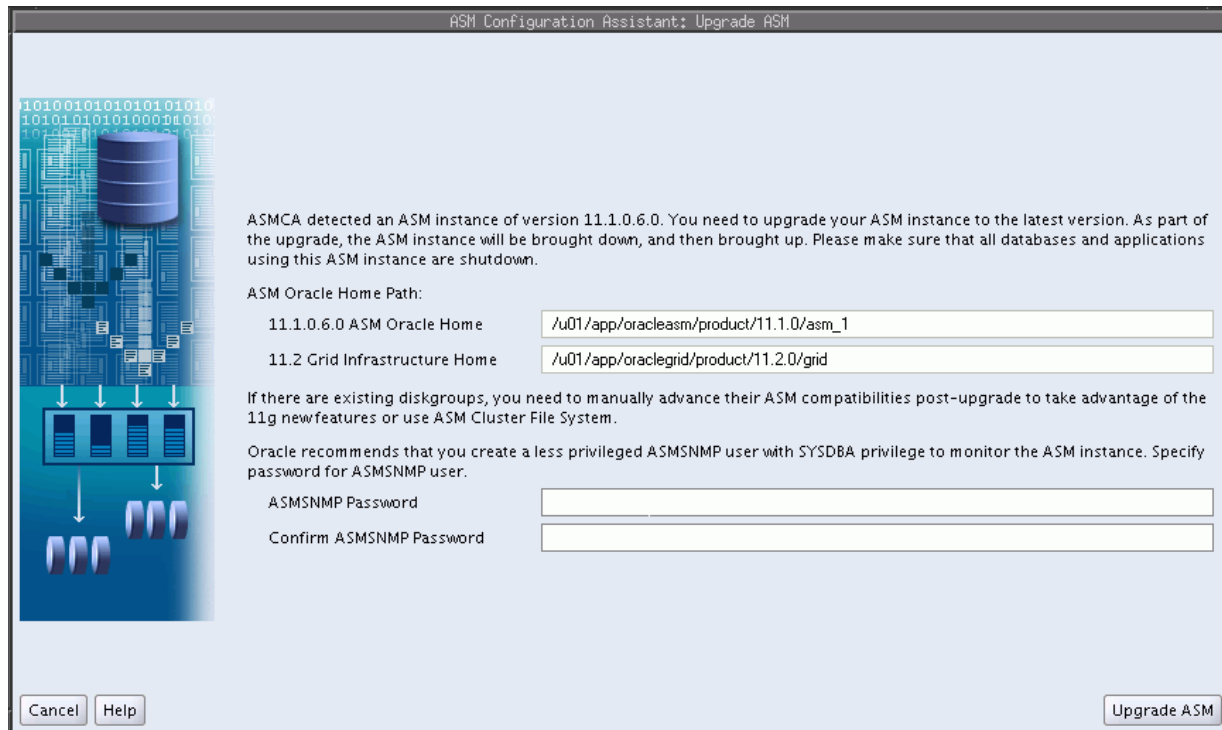 ASM Configuration Assistant: Upgrade ASM
ASMCA detected an ASM instance of version 11.1.0.6.0. You need to upgrade your ASM instance to the latest version. As part of
the upgrade, the ASM instance will be brought down, and then brought up. Please make sure that all databases and applications
using this ASM instance are shutdown.
ASM Oracle Home Path:
11.1.0.6.0 ASM Oracle Home /u01/app/oracleasm/product/11.1.0/asm_1
11.2 Grid Infrastructure Home /u01/app/oraclegrid/product/11.2.0/grid
If there are existing diskgroups, you need to manually advance their ASM compatibilities post-upgrade to take advantage of the
11g new features or use ASM Cluster File System.
Oracle recommends that you create a less privileged ASMSNMP user with SYSDBA privilege to monitor the ASM instance. Specify
password for ASMSNMP user.
ASMSNMP Password
Confirm ASMSNMP Password
Cancel Help Upgrade ASM